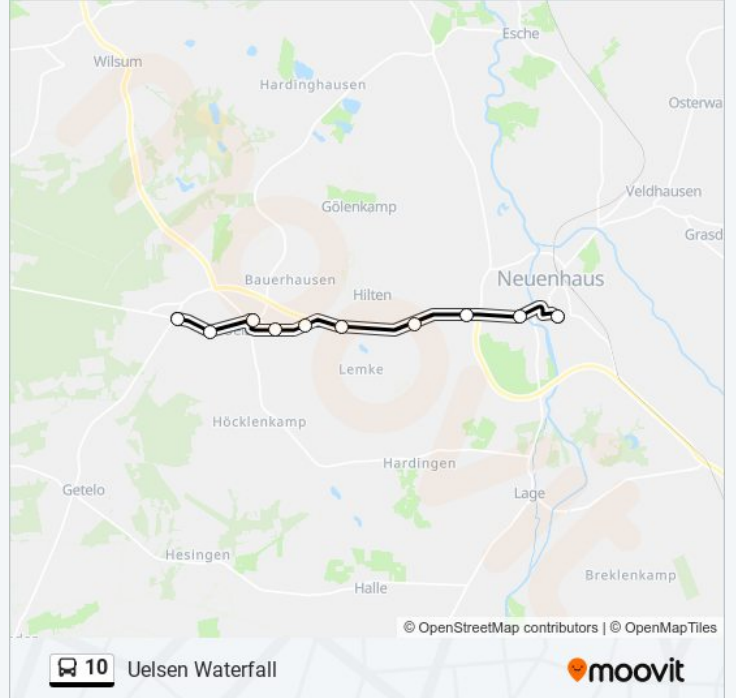 Esche
Wilsum
Hardinghausen
Osterwa
Veldhausen
Gölenkamp
Grasd
Neuenhaus
Bauerhausen
Hilten
Lemke
Höcklenkamp
Hardingen
Getelo
Lage
Hesingen
Breklenkamp
Halle
© OpenStreetMap contributors | © OpenMapTiles
10 Uelsen Waterfall
moovit